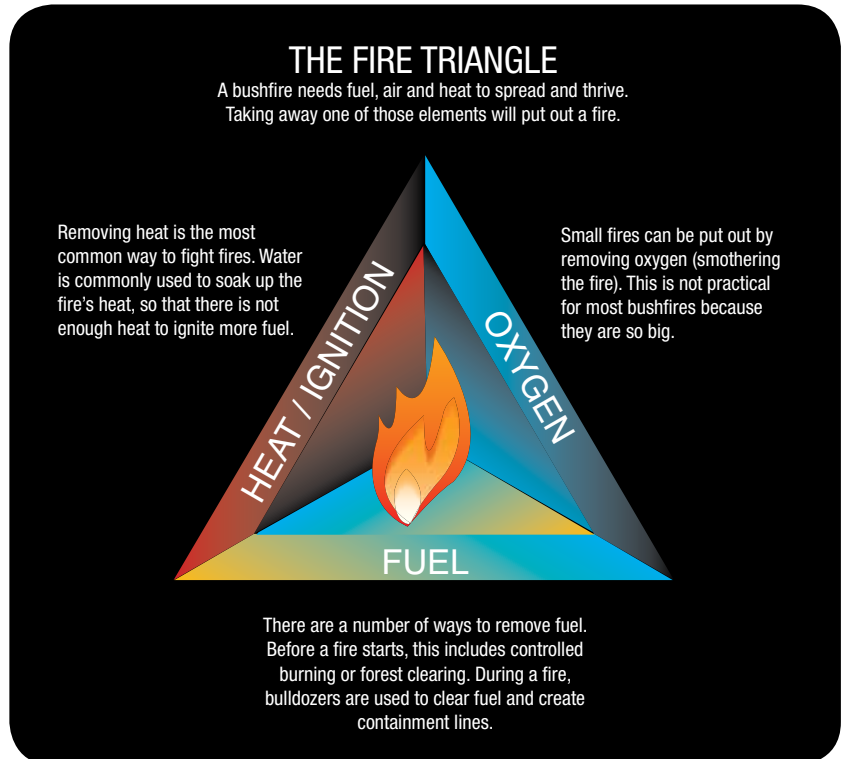 THE FIRE TRIANGLE
A bushfire needs fuel, air and heat to spread and thrive.
Taking away one of those elements will put out a fire.
Removing heat is the most
common way to fight fires. Water
is commonly used to soak up the
fire's heat, so that there is not
enough heat to ignite more fuel.
Small fires can be put out by
removing oxygen (smothering
the fire). This is not practical
for most bushfires because
they are so big.
HEAT / IGNITION
OXYGEN
FUEL
There are a number of ways to remove fuel.
Before a fire starts, this includes controlled
burning or forest clearing. During a fire,
bulldozers are used to clear fuel and create
containment lines.